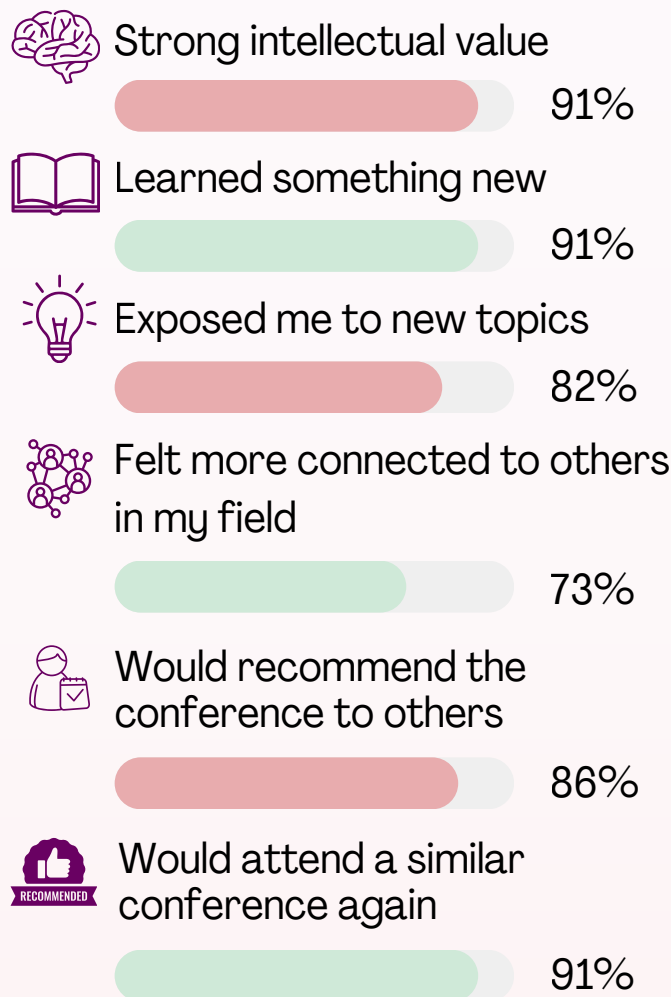 Strong intellectual value
91%
Learned something new
91%
Exposed me to new topics
82%
Felt more connected to others
in my field
73%
Would recommend the
conference to others
86%
RECOMMENDED
Would attend a similar
conference again
91%